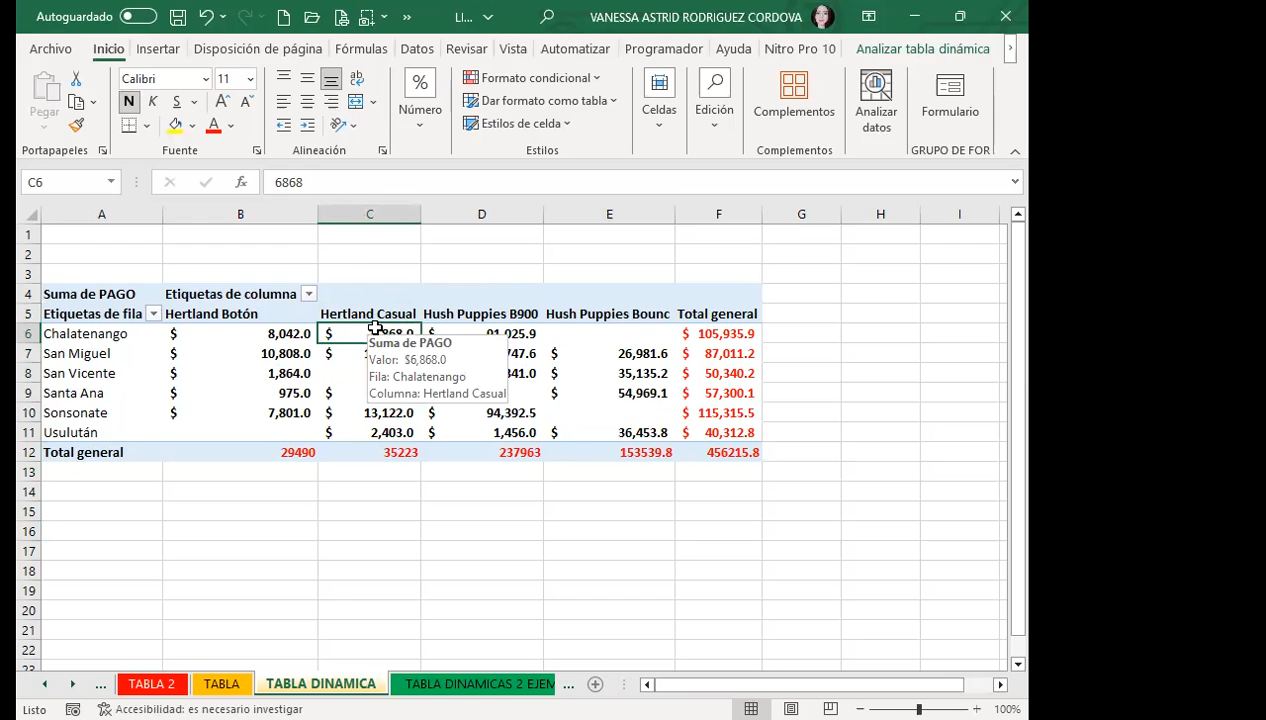 Autoguardado
LI...
VANESSA ASTRID RODRIGUEZ CORDOVA
Archivo Inicio Insertar Disposición de página Fórmulas Datos Revisar Vista Automatizar Programador Ayuda Nitro Pro 10 Analizar tabla dinámica
Pegar
Calibri 11
N K S
Número
Formato condicional
Dar formato como tabla
Estilos de celda
Celdas
Edición
Complementos
Analizar datos
Formulario
Portapapeles Fuente Alineación Estilos Complementos GRUPO DE FOR
C6 fx 6868
A B C D E F G H I
1
2
3
4 Suma de PAGO Etiquetas de columna
5 Etiquetas de fila Hertland Botón Hertland Casual Hush Puppies B900 Hush Puppies Bounc Total general
6 Chalatenango $ 8,042.0 $ 868.0 $ 91,025.9 $ 105,935.9
7 San Miguel $ 10,808.0 $ 747.6 $ 26,981.6 $ 87,011.2
8 San Vicente $ 1,864.0 341.0 $ 35,135.2 $ 50,340.2
9 Santa Ana $ 975.0 $ $ 54,969.1 $ 57,300.1
10 Sonsonate $ 7,801.0 $ 13,122.0 $ 94,392.5 $ 115,315.5
11 Usulután $ 2,403.0 $ 1,456.0 $ 36,453.8 $ 40,312.8
12 Total general 29490 35223 237963 153539.8 456215.8
Suma de PAGO
Valor: $6,868.0
Fila: Chalatenango
Columna: Hertland Casual
13
14
15
16
17
18
19
20
21
22
23
... TABLA 2 TABLA TABLA DINAMICA TABLA DINAMICAS 2 EJEM ...
Listo Accesibilidad: es necesario investigar 100%